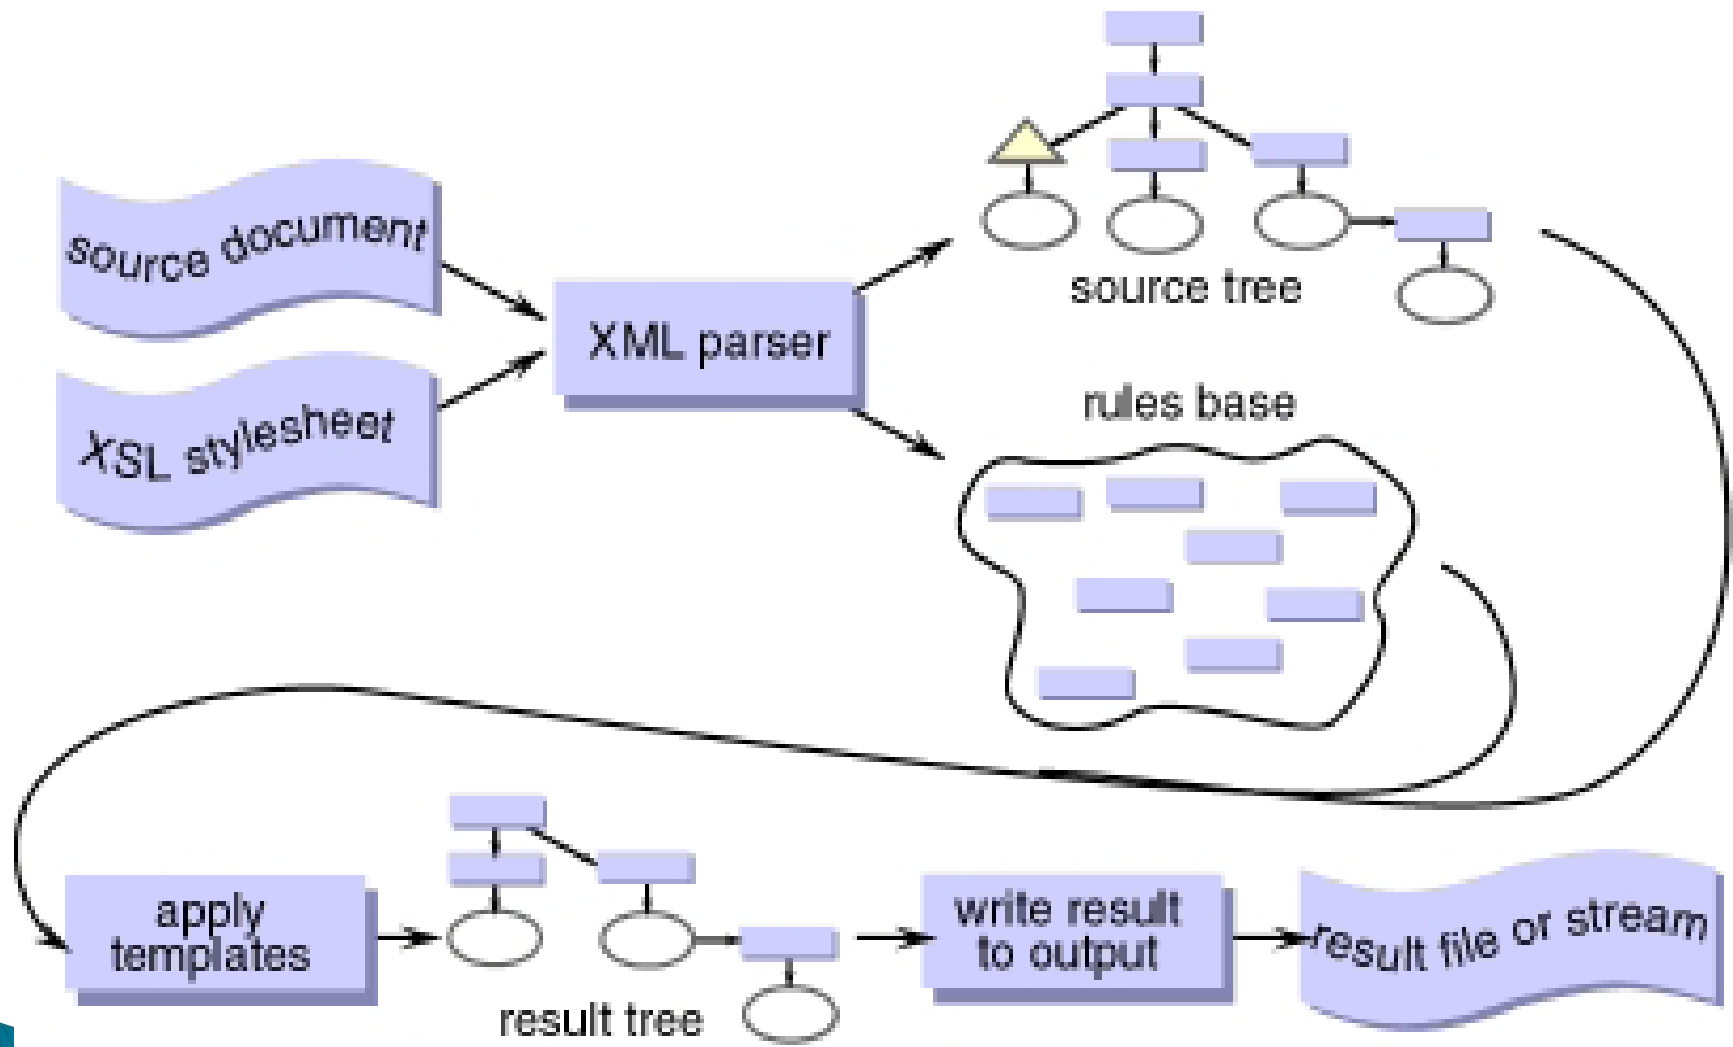 source document
XML parser
source tree
XSL stylesheet
rules base
apply
templates
result tree
write result
to output
result file or stream